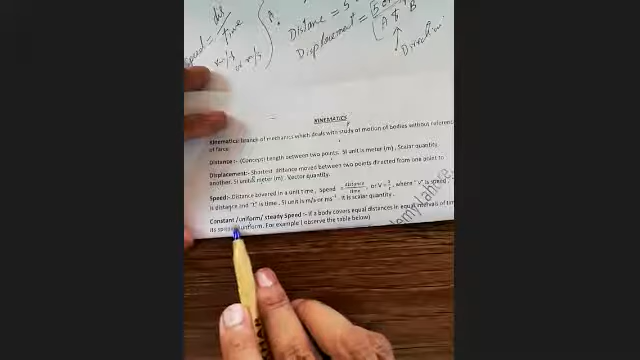 dis
time
A.
Distance = 5
Displacement = 5
A & B
Direction
m/s
KINEMATICS
Kinematics: Branch of mechanics which deals with study of motion of bodies without reference
of force.
Distance :- (Concept) Length between two points. SI unit is meter (m). Scalar quantity.
Displacement :- Shortest distance moved between two points directed from one point to
another. SI unit is meter (m). Vector quantity.
Speed :- Distance covered in a unit time, Speed = distance/time, or V = , where "v" is speed
is distance and "t" is time. SI unit is m/s or ms⁻¹. It is scalar quantity.
Constant /uniform/ steady Speed :- If a body covers equal distances in equal intervals of
its speed uniform. For example ( observe the table below)